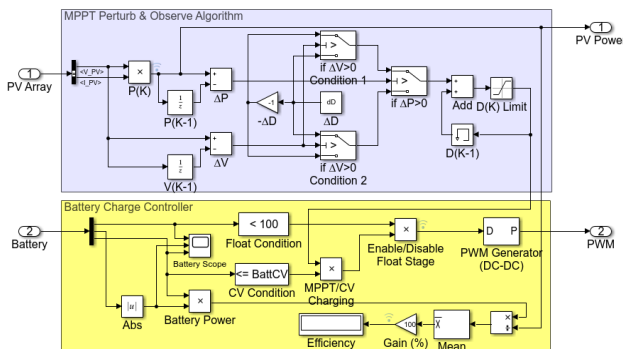 MPPT Perturb & Observe Algorithm
1
PV Power
1
PV Array
<V_PV>
<I_PV>
×
P(K)
1
z
P(K-1)
+
-
ΔP
if ΔV>0
Condition 1
>
-1
-ΔD
dD
ΔD
>
if ΔP>0
+
+
Add
D(K) Limit
D(K-1)
1
z
V(K-1)
+
-
ΔV
>
if ΔV>0
Condition 2
Battery Charge Controller
2
Battery
Battery Scope
< 100
Float Condition
×
Enable/Disable
Float Stage
D P
PWM Generator
(DC-DC)
2
PWM
<= BattCV
CV Condition
×
MPPT/CV
Charging
|u|
Abs
×
Battery Power
Efficiency
100
Gain (%)
x
Mean
×
÷